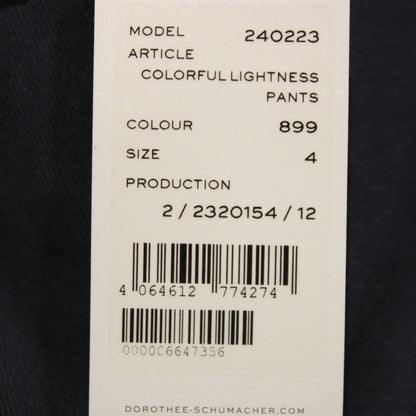 MODEL 240223
ARTICLE
COLORFUL LIGHTNESS
PANTS
COLOUR 899
SIZE 4
PRODUCTION
2 / 2320154 / 12
4 064612 774274
000006647356
DOROTHEE-SCHUMACHER.COM